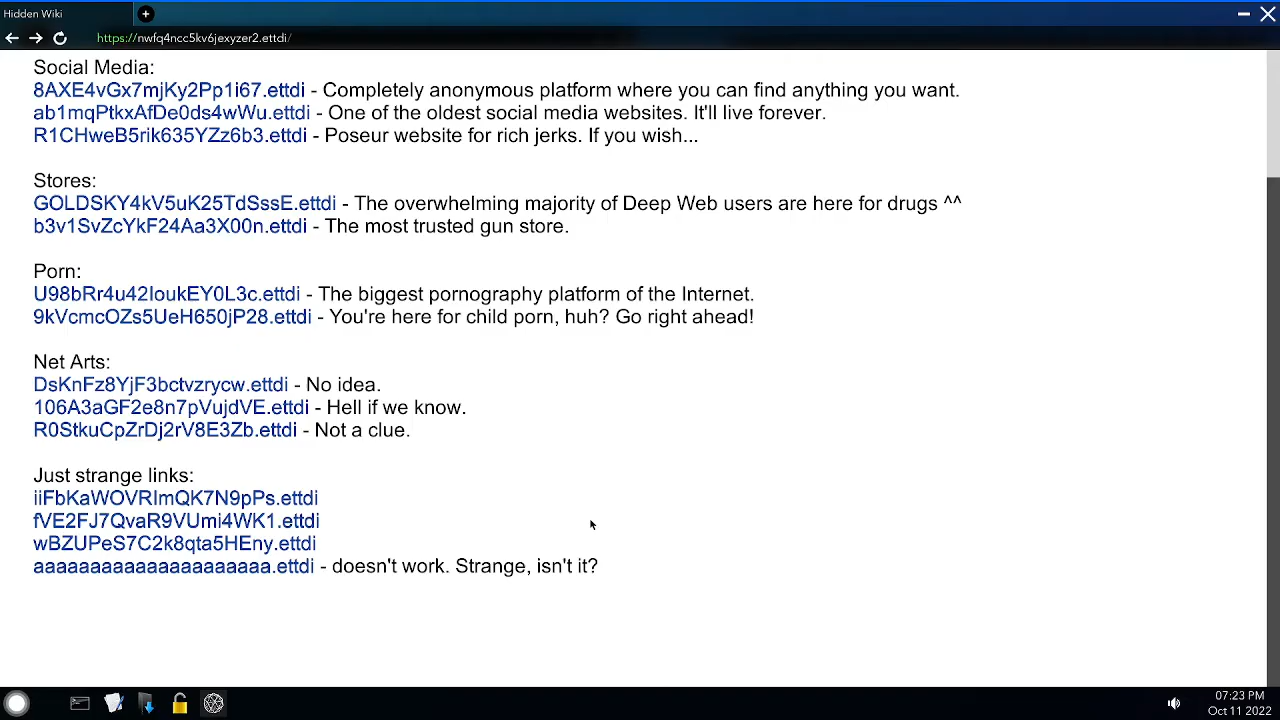 Hidden Wiki
https://nwfq4ncc5kv6jexyzer2.ettdi/
Social Media:
8AXE4vGx7mjKy2Pp1i67.ettdi - Completely anonymous platform where you can find anything you want.
ab1mqPtkxAfDe0ds4wWu.ettdi - One of the oldest social media websites. It'll live forever.
R1CHweB5rik635YZz6b3.ettdi - Poseur website for rich jerks. If you wish...
Stores:
GOLDSKY4kV5uK25TdSssE.ettdi - The overwhelming majority of Deep Web users are here for drugs ^^
b3v1SvZcYkF24Aa3X00n.ettdi - The most trusted gun store.
Porn:
U98bRr4u42IoukEY0L3c.ettdi - The biggest pornography platform of the Internet.
9kVcmcOZs5UeH650jP28.ettdi - You're here for child porn, huh? Go right ahead!
Net Arts:
DsKnFz8YjF3bctvzrycw.ettdi - No idea.
106A3aGF2e8n7pVujdVE.ettdi - Hell if we know.
R0StkuCpZrDj2rV8E3Zb.ettdi - Not a clue.
Just strange links:
iiFbKaWOVRImQK7N9pPs.ettdi
fVE2FJ7QvaR9VUmi4WK1.ettdi
wBZUPeS7C2k8qta5HEny.ettdi
aaaaaaaaaaaaaaaaaaaaa.ettdi - doesn't work. Strange, isn't it?
07:23 PM
Oct 11 2022